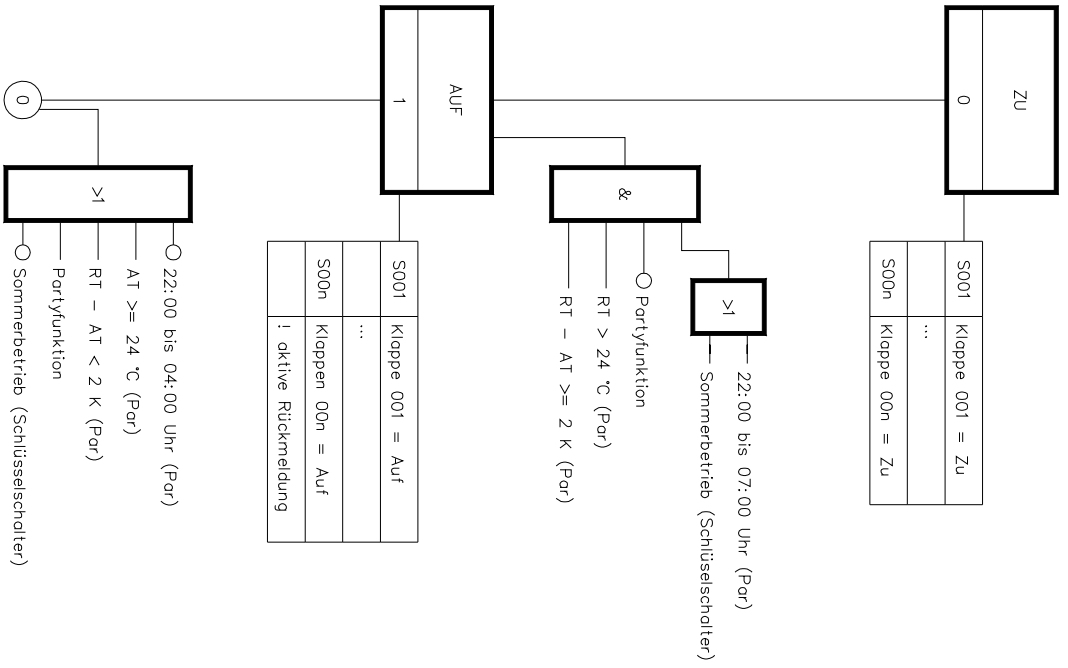 ZU
0
S001 Klappe 001 = Zu
...
S00n Klappe 00n = Zu
>1
22:00 bis 07:00 Uhr (Par)
Sommerbetrieb (Schlüselschalter)
&
Partyfunktion
RT > 24 °C (Par)
RT - AT >= 2 K (Par)
AUF
1
S001 Klappe 001 = Auf
...
S00n Klappen 00n = Auf
! aktive Rückmeldung
>1
22:00 bis 04:00 Uhr (Par)
AT >= 24 °C (Par)
RT - AT < 2 K (Par)
Partyfunktion
Sommerbetrieb (Schlüsselschalter)
0